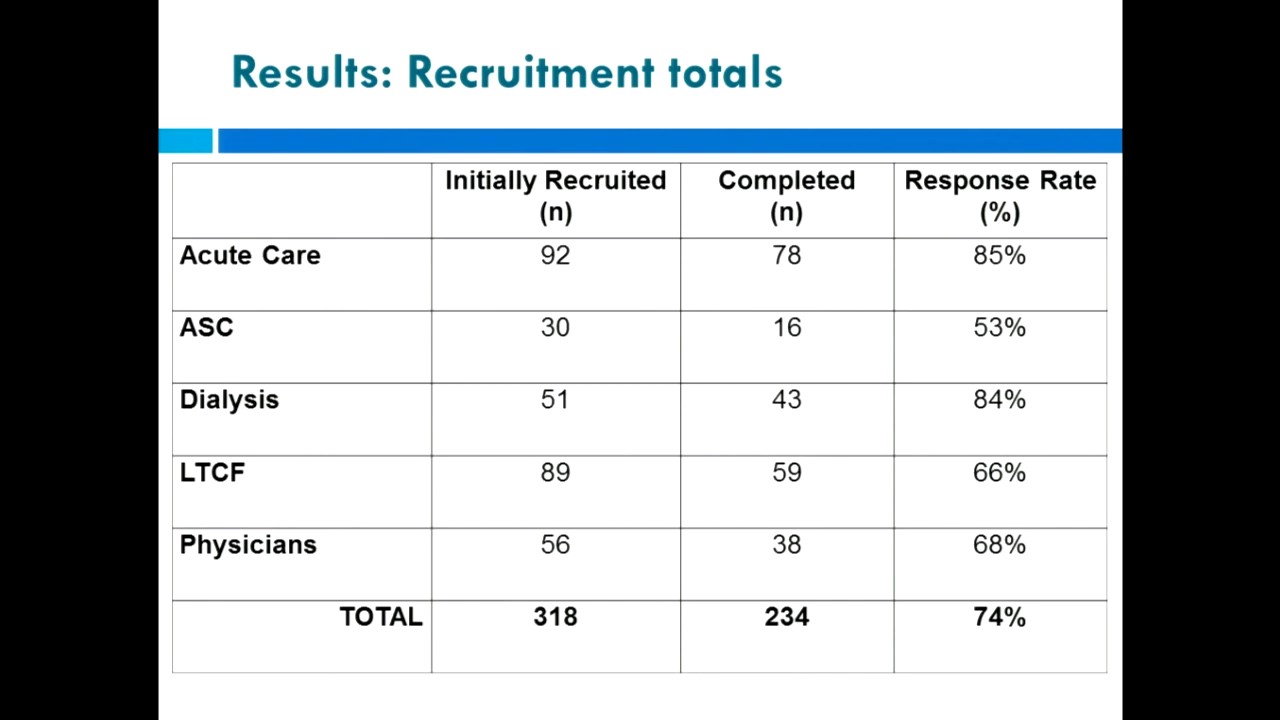 Results: Recruitment totals
Initially Recruited (n) Completed (n) Response Rate (%)
Acute Care 92 78 85%
ASC 30 16 53%
Dialysis 51 43 84%
LTCF 89 59 66%
Physicians 56 38 68%
TOTAL 318 234 74%